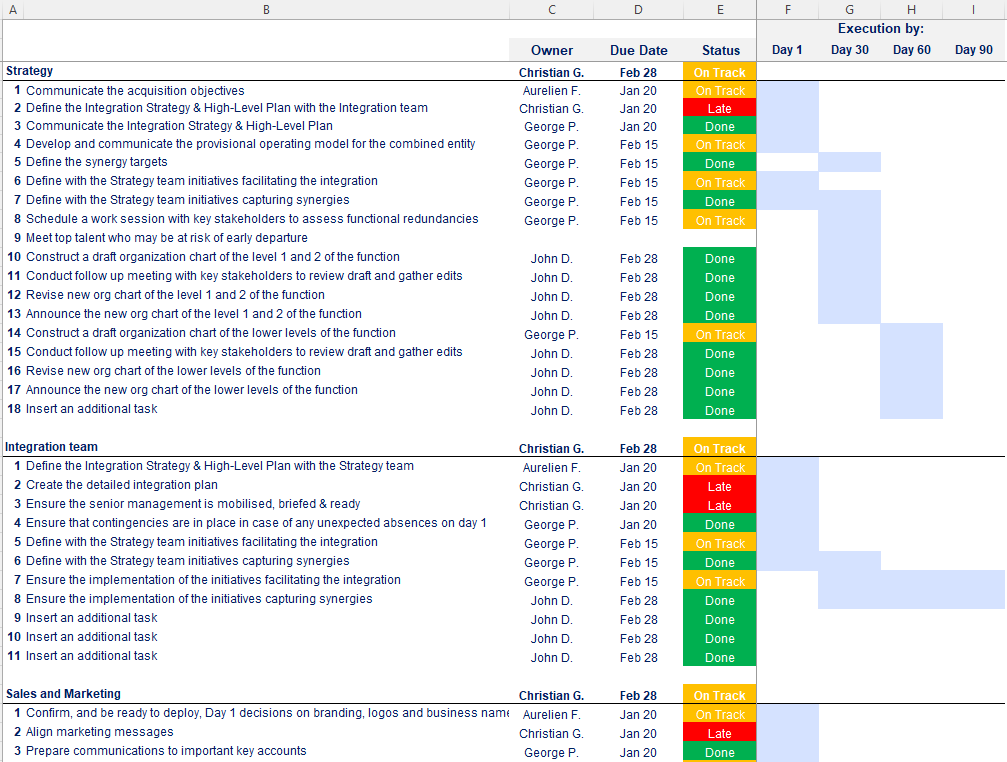 A B C D E F G H I
Execution by:
Owner Due Date Status Day 1 Day 30 Day 60 Day 90
Strategy Christian G. Feb 28 On Track
1 Communicate the acquisition objectives Aurelien F. Jan 20 On Track
2 Define the Integration Strategy & High-Level Plan with the Integration team Christian G. Jan 20 Late
3 Communicate the Integration Strategy & High-Level Plan George P. Jan 20 Done
4 Develop and communicate the provisional operating model for the combined entity George P. Feb 15 On Track
5 Define the synergy targets George P. Feb 15 Done
6 Define with the Strategy team initiatives facilitating the integration George P. Feb 15 On Track
7 Define with the Strategy team initiatives capturing synergies George P. Feb 15 Done
8 Schedule a work session with key stakeholders to assess functional redundancies George P. Feb 15 On Track
9 Meet top talent who may be at risk of early departure
10 Construct a draft organization chart of the level 1 and 2 of the function John D. Feb 28 Done
11 Conduct follow up meeting with key stakeholders to review draft and gather edits John D. Feb 28 Done
12 Revise new org chart of the level 1 and 2 of the function John D. Feb 28 Done
13 Announce the new org chart of the level 1 and 2 of the function John D. Feb 28 Done
14 Construct a draft organization chart of the lower levels of the function George P. Feb 15 On Track
15 Conduct follow up meeting with key stakeholders to review draft and gather edits John D. Feb 28 Done
16 Revise new org chart of the lower levels of the function John D. Feb 28 Done
17 Announce the new org chart of the lower levels of the function John D. Feb 28 Done
18 Insert an additional task John D. Feb 28 Done
Integration team Christian G. Feb 28 On Track
1 Define the Integration Strategy & High-Level Plan with the Strategy team Aurelien F. Jan 20 On Track
2 Create the detailed integration plan Christian G. Jan 20 Late
3 Ensure the senior management is mobilised, briefed & ready Christian G. Jan 20 Late
4 Ensure that contingencies are in place in case of any unexpected absences on day 1 George P. Jan 20 Done
5 Define with the Strategy team initiatives facilitating the integration George P. Feb 15 On Track
6 Define with the Strategy team initiatives capturing synergies George P. Feb 15 Done
7 Ensure the implementation of the initiatives facilitating the integration George P. Feb 15 On Track
8 Ensure the implementation of the initiatives capturing synergies John D. Feb 28 Done
9 Insert an additional task John D. Feb 28 Done
10 Insert an additional task John D. Feb 28 Done
11 Insert an additional task John D. Feb 28 Done
Sales and Marketing Christian G. Feb 28 On Track
1 Confirm, and be ready to deploy, Day 1 decisions on branding, logos and business name Aurelien F. Jan 20 On Track
2 Align marketing messages Christian G. Jan 20 Late
3 Prepare communications to important key accounts George P. Jan 20 Done